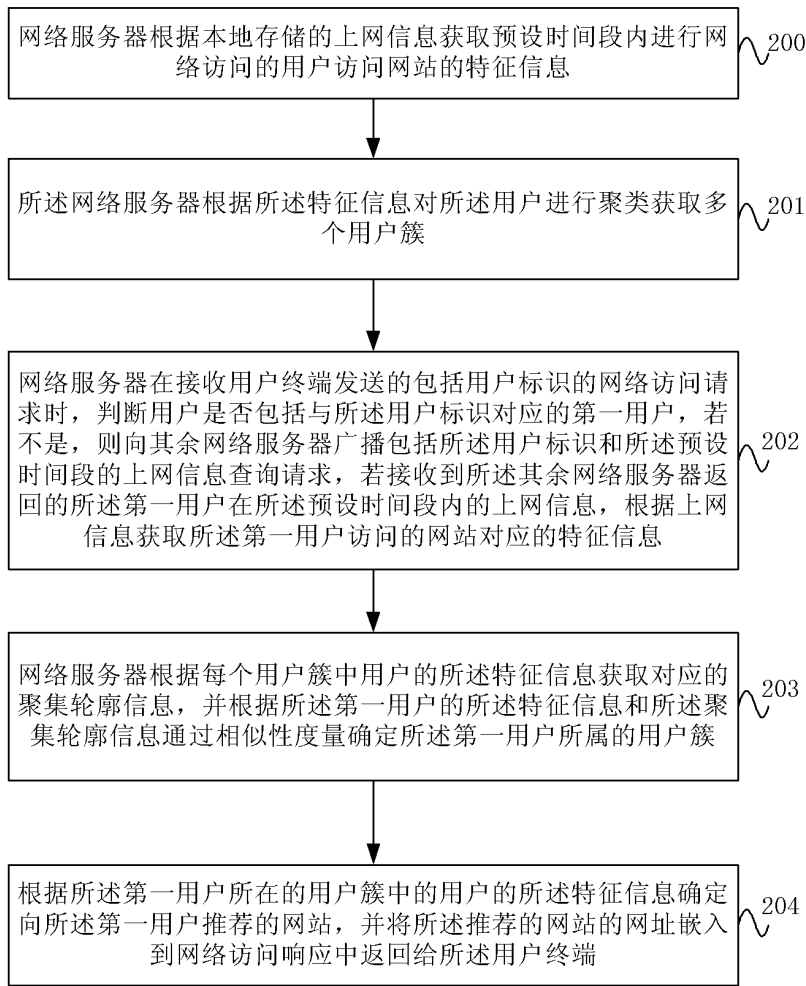 网络服务器根据本地存储的上网信息获取预设时间段内进行网
络访问的用户访问网站的特征信息
200
所述网络服务器根据所述特征信息对所述用户进行聚类获取多
个用户簇
201
网络服务器在接收用户终端发送的包括用户标识的网络访问请
求时，判断用户是否包括与所述用户标识对应的第一用户，若
不是，则向其余网络服务器广播包括所述用户标识和所述预设
时间段的上网信息查询请求，若接收到所述其余网络服务器返
回的所述第一用户在所述预设时间段内的上网信息，根据上网
信息获取所述第一用户访问的网站对应的特征信息
202
网络服务器根据每个用户簇中用户的所述特征信息获取对应的
聚集轮廓信息，并根据所述第一用户的所述特征信息和所述聚
集轮廓信息通过相似性度量确定所述第一用户所属的用户簇
203
根据所述第一用户所在的用户簇中的用户的所述特征信息确定
向所述第一用户推荐的网站，并将所述推荐的网站的网址嵌入
到网络访问响应中返回给所述用户终端
204